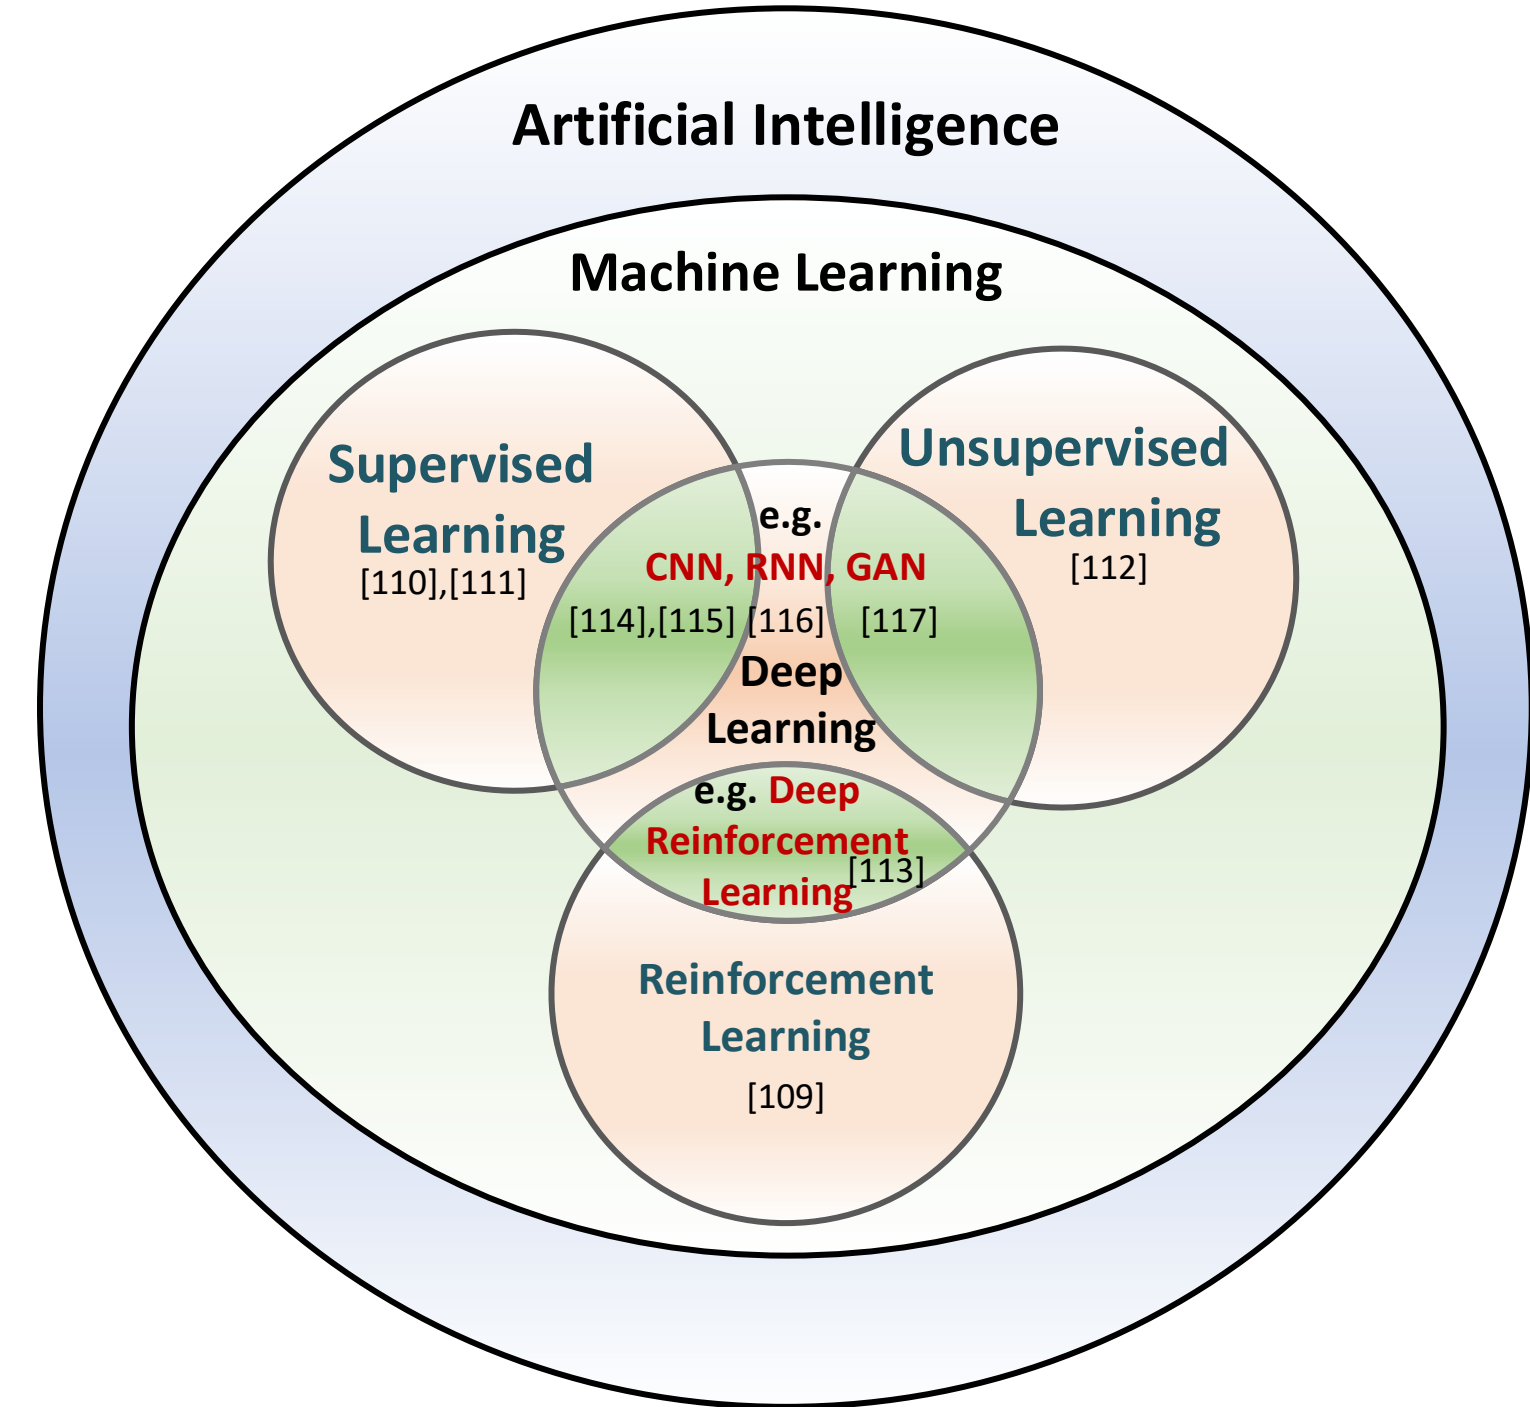 Artificial Intelligence
Machine Learning
Supervised
Learning
[110],[111]
Unsupervised
Learning
[112]
e.g.
CNN, RNN, GAN
[114],[115] [116] [117]
Deep
Learning
e.g. Deep
Reinforcement
Learning
[113]
Reinforcement
Learning
[109]